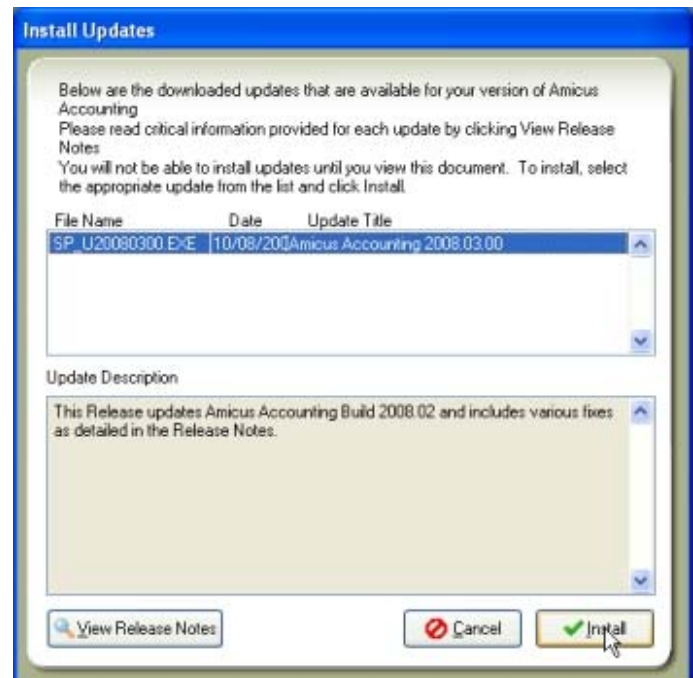 Install Updates
Below are the downloaded updates that are available for your version of Amicus
Accounting
Please read critical information provided for each update by clicking View Release
Notes
You will not be able to install updates until you view this document. To install, select
the appropriate update from the list and click Install.
File Name Date Update Title
SP_U20080300.EXE 10/08/200 Amicus Accounting 2008.03.00
Update Description
This Release updates Amicus Accounting Build 2008.02 and includes various fixes
as detailed in the Release Notes.
View Release Notes Cancel Install